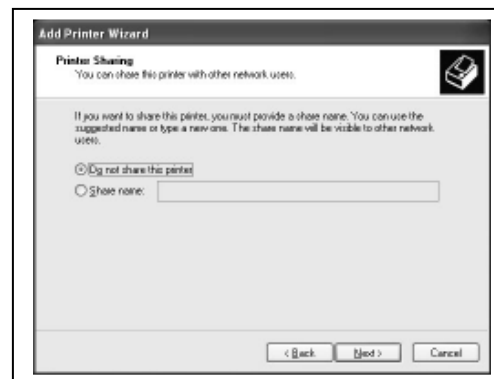 Add Printer Wizard
Printer Sharing
You can share this printer with other network users.
If you want to share this printer, you must provide a share name. You can use the
suggested name or type a new one. The share name will be visible to other network
users.
Do not share this printer
Share name:
< Back
Next >
Cancel